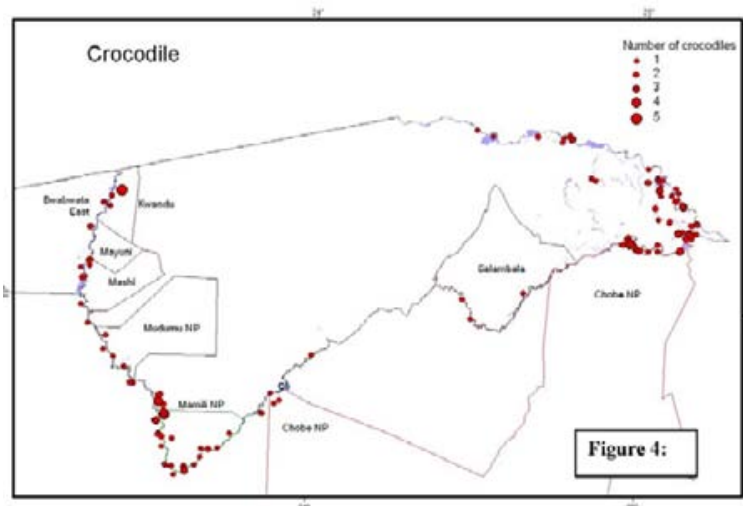 Crocodile
Number of crocodiles
1
2
3
4
5
Bwabwata
East
Kwandu
Mayuni
Mashi
Mudumu NP
Salambala
Chobe NP
Mamili NP
Chobe NP
Figure 4: